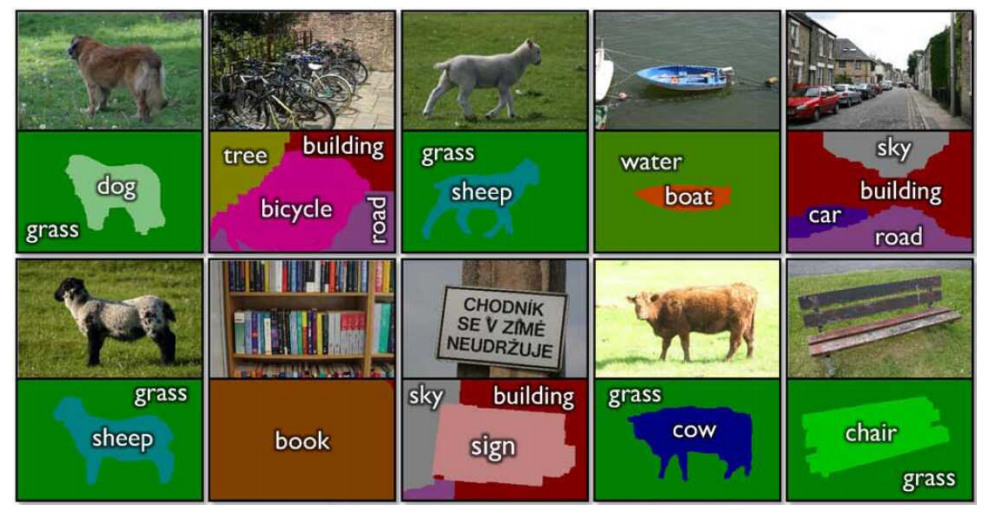 dog
grass
tree
building
bicycle
road
grass
sheep
water
boat
sky
building
car
road
CHODNÍK
SE V ZIMĚ
NEUDRŽUJE
grass
sheep
book
sky
building
sign
grass
cow
chair
grass